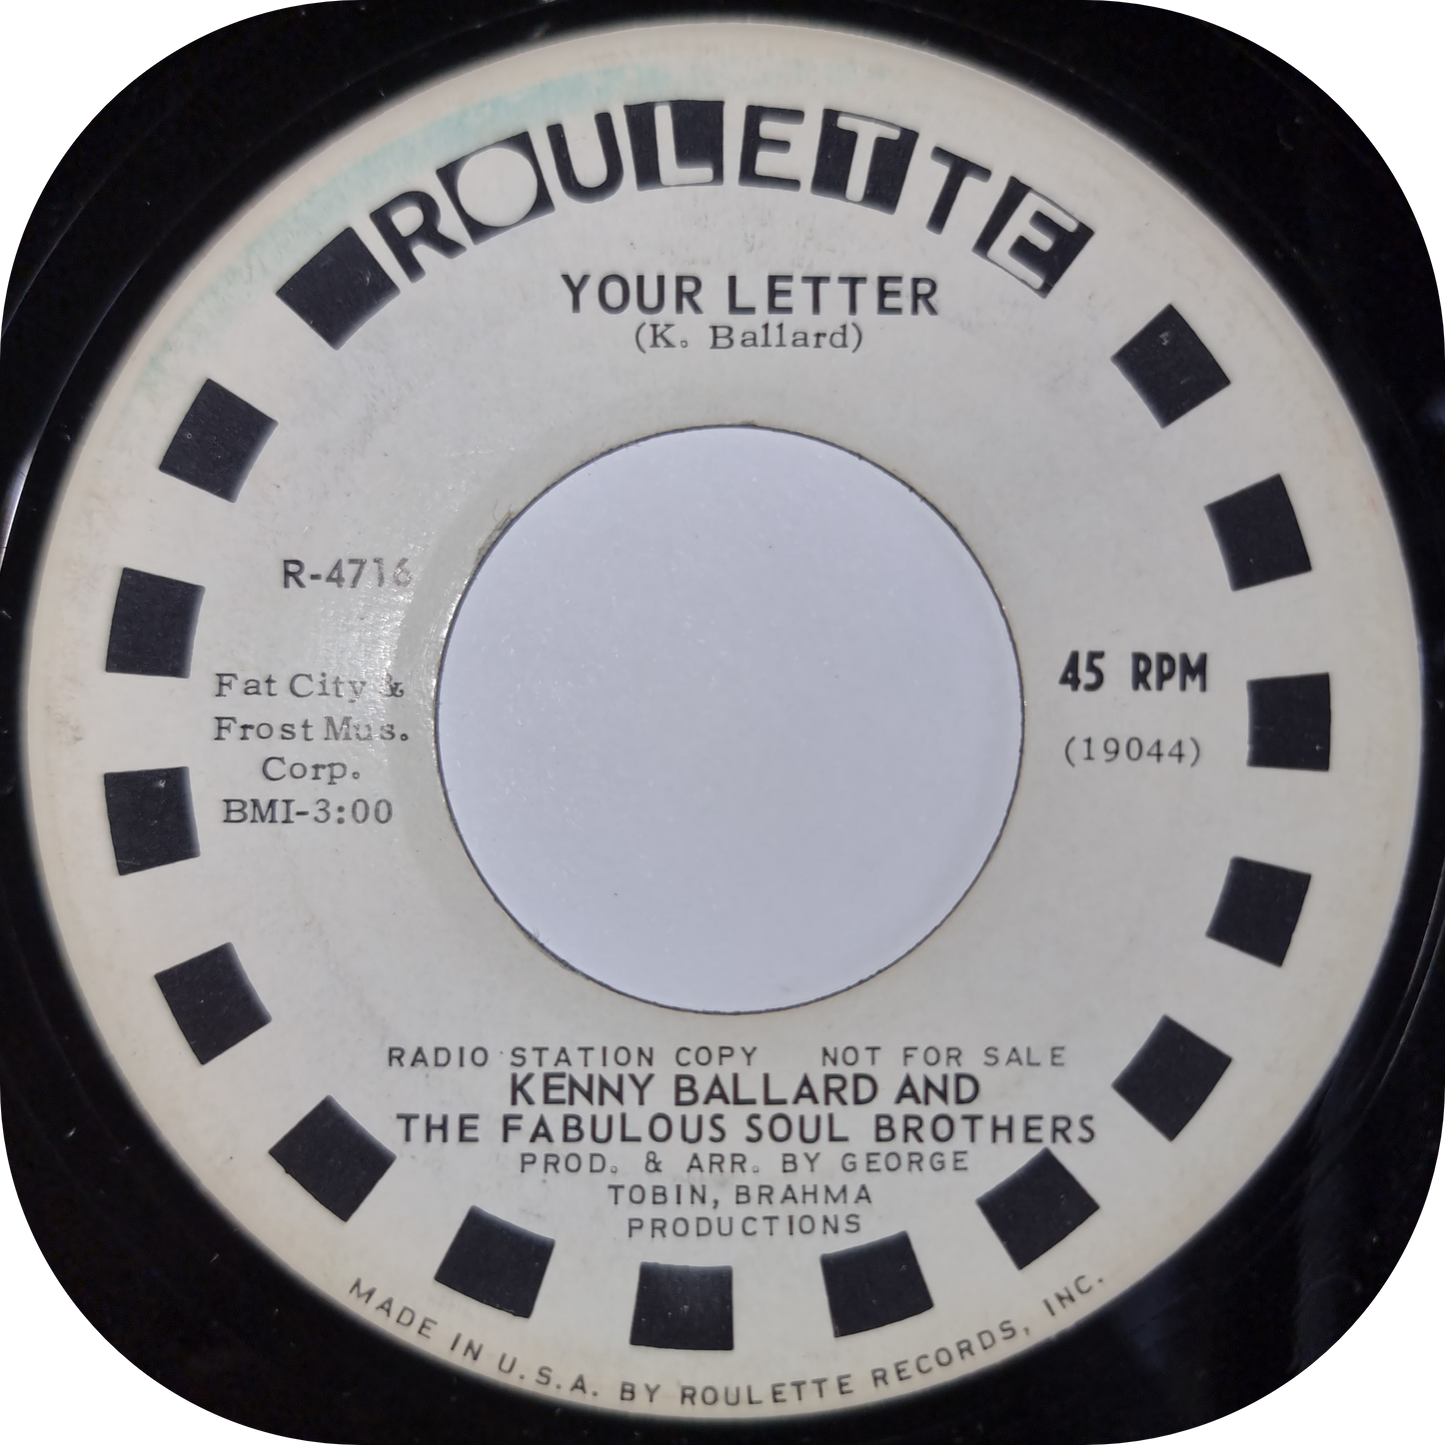 ROULETTE
YOUR LETTER
(K. Ballard)
R-4716
Fat City &
Frost Mus.
Corp.
BMI-3:00
45 RPM
(19044)
RADIO STATION COPY NOT FOR SALE
KENNY BALLARD AND
THE FABULOUS SOUL BROTHERS
PROD. & ARR. BY GEORGE
TOBIN, BRAHMA
PRODUCTIONS
MADE IN U.S.A. BY ROULETTE RECORDS, INC.